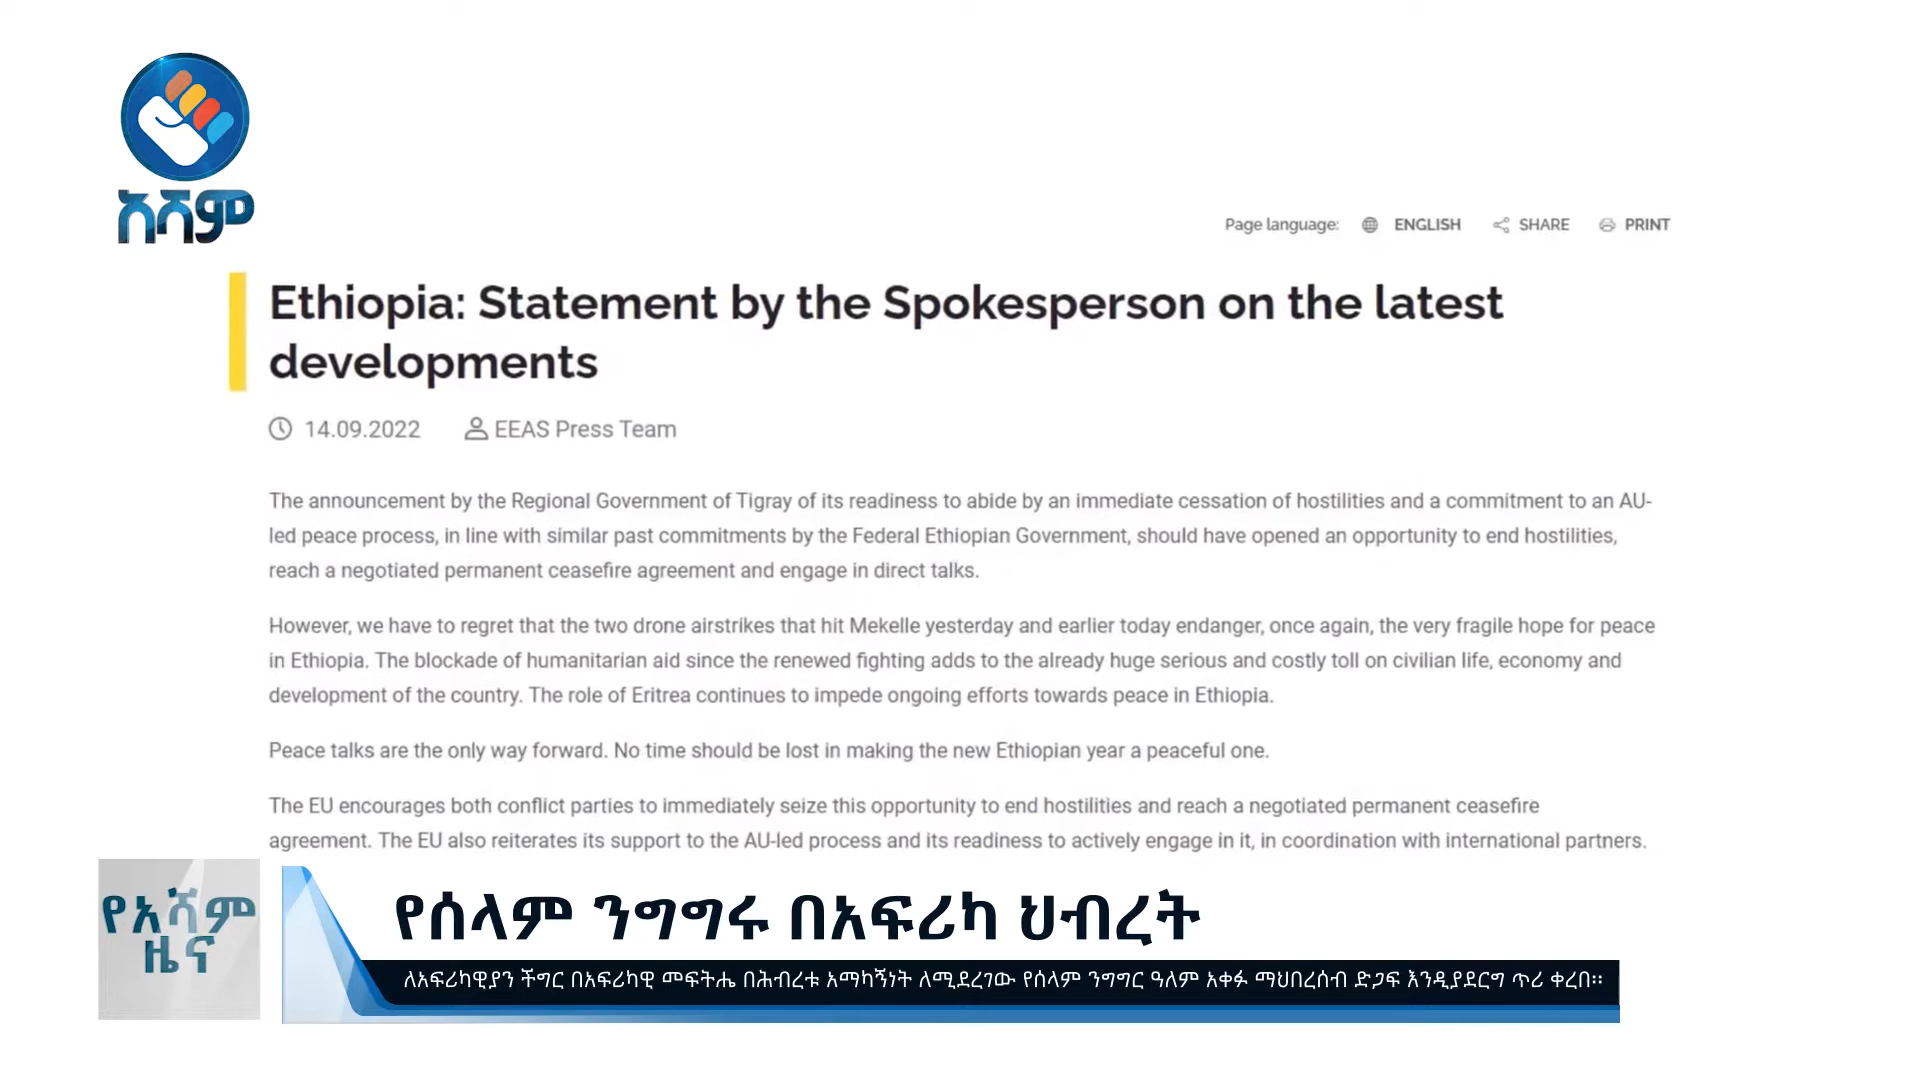 አሻም
Page language: ENGLISH SHARE PRINT
Ethiopia: Statement by the Spokesperson on the latest
developments
14.09.2022 EEAS Press Team
The announcement by the Regional Government of Tigray of its readiness to abide by an immediate cessation of hostilities and a commitment to an AU-
led peace process, in line with similar past commitments by the Federal Ethiopian Government, should have opened an opportunity to end hostilities,
reach a negotiated permanent ceasefire agreement and engage in direct talks.
However, we have to regret that the two drone airstrikes that hit Mekelle yesterday and earlier today endanger, once again, the very fragile hope for peace
in Ethiopia. The blockade of humanitarian aid since the renewed fighting adds to the already huge serious and costly toll on civilian life, economy and
development of the country. The role of Eritrea continues to impede ongoing efforts towards peace in Ethiopia.
Peace talks are the only way forward. No time should be lost in making the new Ethiopian year a peaceful one.
The EU encourages both conflict parties to immediately seize this opportunity to end hostilities and reach a negotiated permanent ceasefire
agreement. The EU also reiterates its support to the AU-led process and its readiness to actively engage in it, in coordination with international partners.
የአሻም
ዜና
የሰላም ንግግሩ በአፍሪካ ህብረት
ለአፍሪካዊያን ችግር በአፍሪካዊ መፍትሔ በሕብረቱ አማካኝነት ለሚደረገው የሰላም ንግግር ዓለም አቀፉ ማህበረሰብ ድጋፍ እንዲያደርግ ጥሪ ቀረበ።